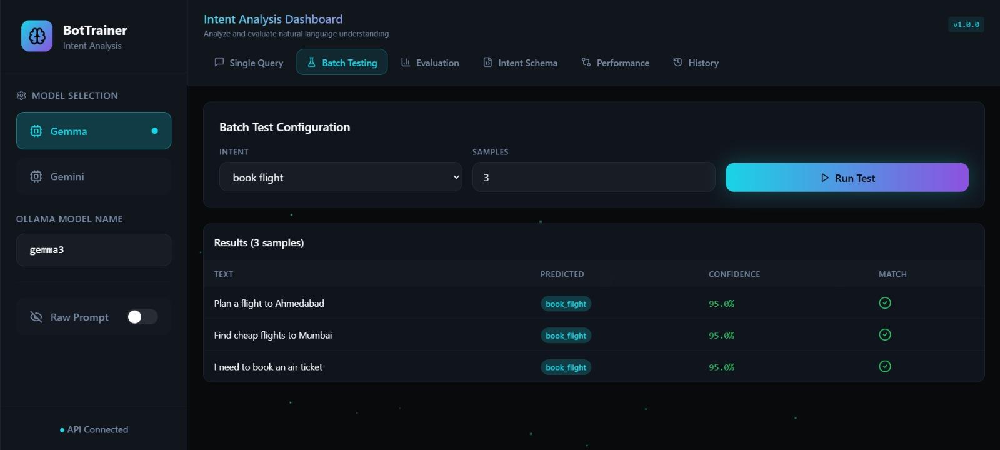 BotTrainer
Intent Analysis
MODEL SELECTION
Gemma
Gemini
OLLAMA MODEL NAME
gemma3
Raw Prompt
API Connected
Intent Analysis Dashboard
Analyze and evaluate natural language understanding
v1.0.0
Single Query Batch Testing Evaluation Intent Schema Performance History
Batch Test Configuration
INTENT SAMPLES
book flight 3 Run Test
Results (3 samples)
TEXT PREDICTED CONFIDENCE MATCH
Plan a flight to Ahmedabad book_flight 95.0%
Find cheap flights to Mumbai book_flight 95.0%
I need to book an air ticket book_flight 95.0%